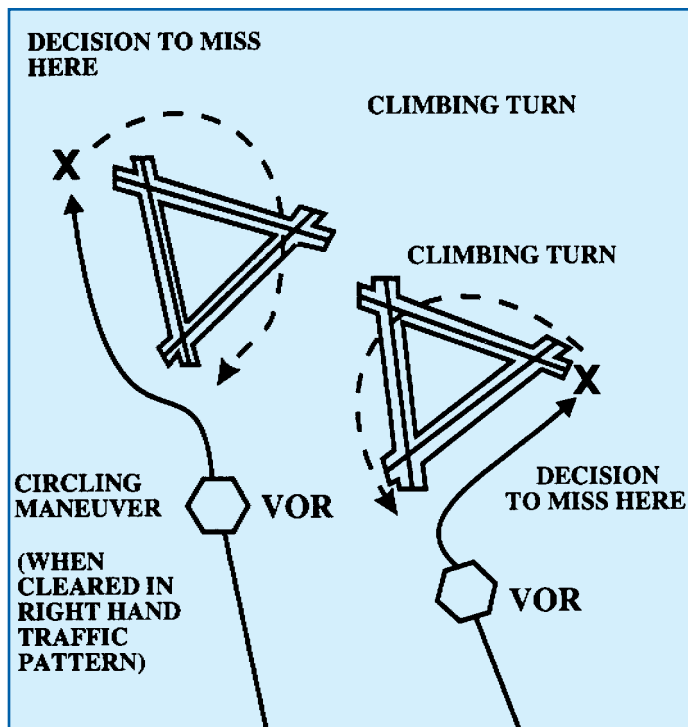 DECISION TO MISS
HERE
CLIMBING TURN
X
CLIMBING TURN
X
DECISION
TO MISS HERE
CIRCLING
MANEUVER
VOR
(WHEN
CLEARED IN
RIGHT HAND
TRAFFIC
PATTERN)
VOR